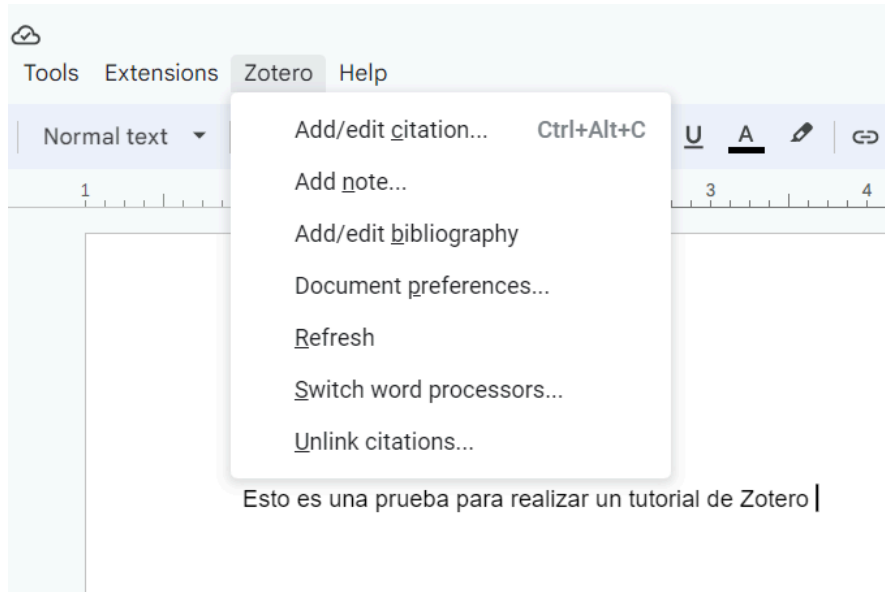 Tools Extensions Zotero Help
Normal text U A
Add/edit citation... Ctrl+Alt+C
1 3 4
Add note...
Add/edit bibliography
Document preferences...
Refresh
Switch word processors...
Unlink citations...
Esto es una prueba para realizar un tutorial de Zotero